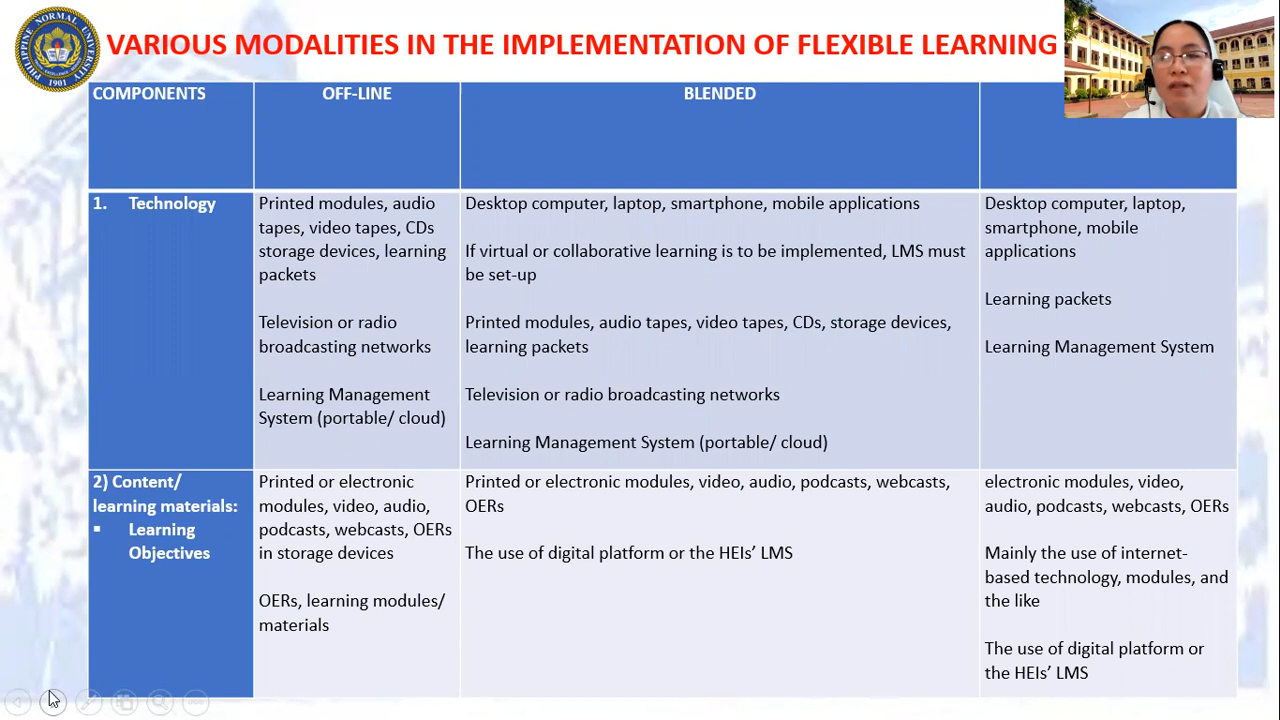 PHILIPPINE NORMAL UNIVERSITY
1901
VARIOUS MODALITIES IN THE IMPLEMENTATION OF FLEXIBLE LEARNING
COMPONENTS
OFF-LINE
BLENDED
1. Technology
Printed modules, audio
tapes, video tapes, CDs
storage devices, learning
packets
Television or radio
broadcasting networks
Learning Management
System (portable/ cloud)
Desktop computer, laptop, smartphone, mobile applications
If virtual or collaborative learning is to be implemented, LMS must
be set-up
Printed modules, audio tapes, video tapes, CDs, storage devices,
learning packets
Television or radio broadcasting networks
Learning Management System (portable/ cloud)
Desktop computer, laptop,
smartphone, mobile
applications
Learning packets
Learning Management System
2) Content/
learning materials:
▪ Learning
Objectives
Printed or electronic
modules, video, audio,
podcasts, webcasts, OERs
in storage devices
OERs, learning modules/
materials
Printed or electronic modules, video, audio, podcasts, webcasts,
OERs
The use of digital platform or the HEIs’ LMS
electronic modules, video,
audio, podcasts, webcasts, OERs
Mainly the use of internet-
based technology, modules, and
the like
The use of digital platform or
the HEIs’ LMS